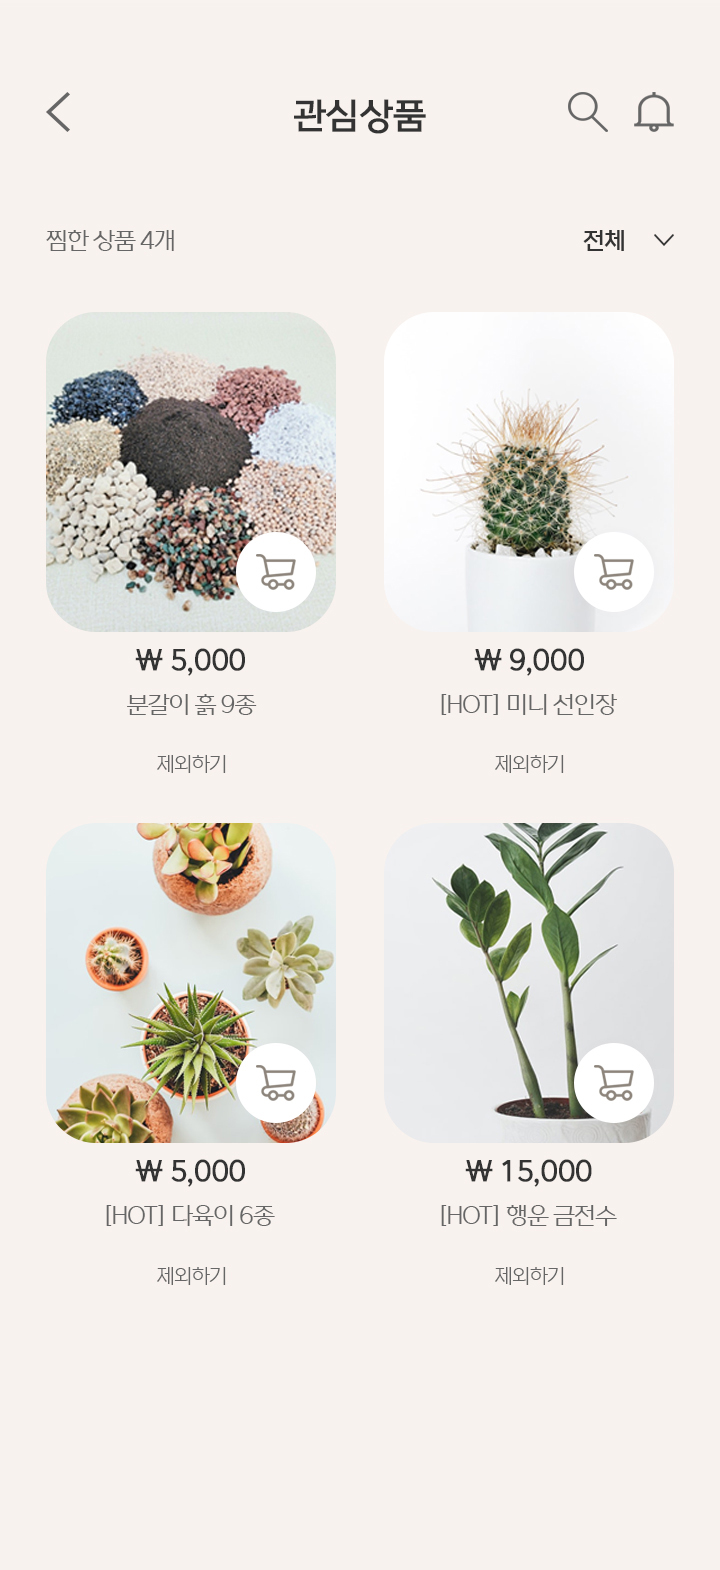 관심상품
찜한 상품 4개 전체
₩ 5,000
분갈이 흙 9종
제외하기
₩ 9,000
[HOT] 미니 선인장
제외하기
₩ 5,000
[HOT] 다육이 6종
제외하기
₩ 15,000
[HOT] 행운 금전수
제외하기